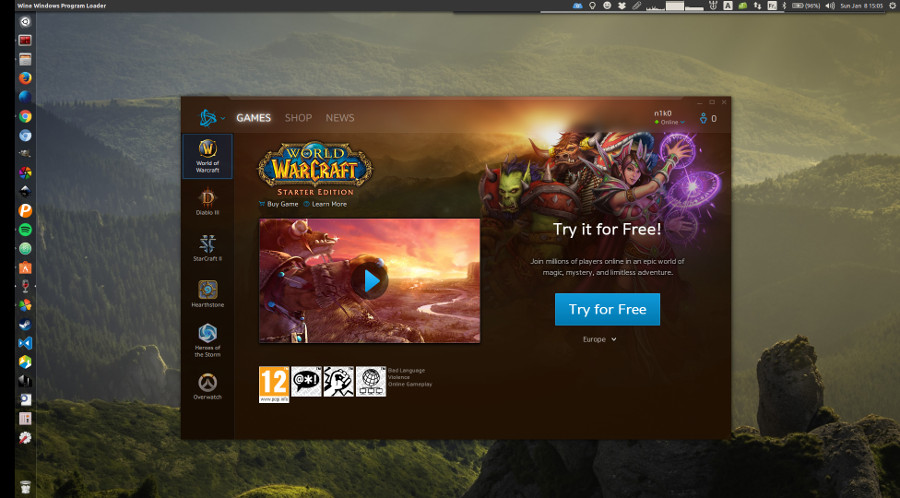 Wine Windows Program Loader
A
Fr
(96%)
Sun Jan 8 15:05
GAMES
SHOP
NEWS
n1k0
Online
0
World of
Warcraft
Diablo III
StarCraft II
Hearthstone
Heroes of
the Storm
Overwatch
WORLD
OF
WARCRAFT
STARTER EDITION
Buy Game
Learn More
Try it for Free!
Join millions of players online in an epic world of
magic, mystery, and limitless adventure.
Try for Free
Europe
12
www.pegi.info
@*!
Bad Language
Violence
Online Gameplay